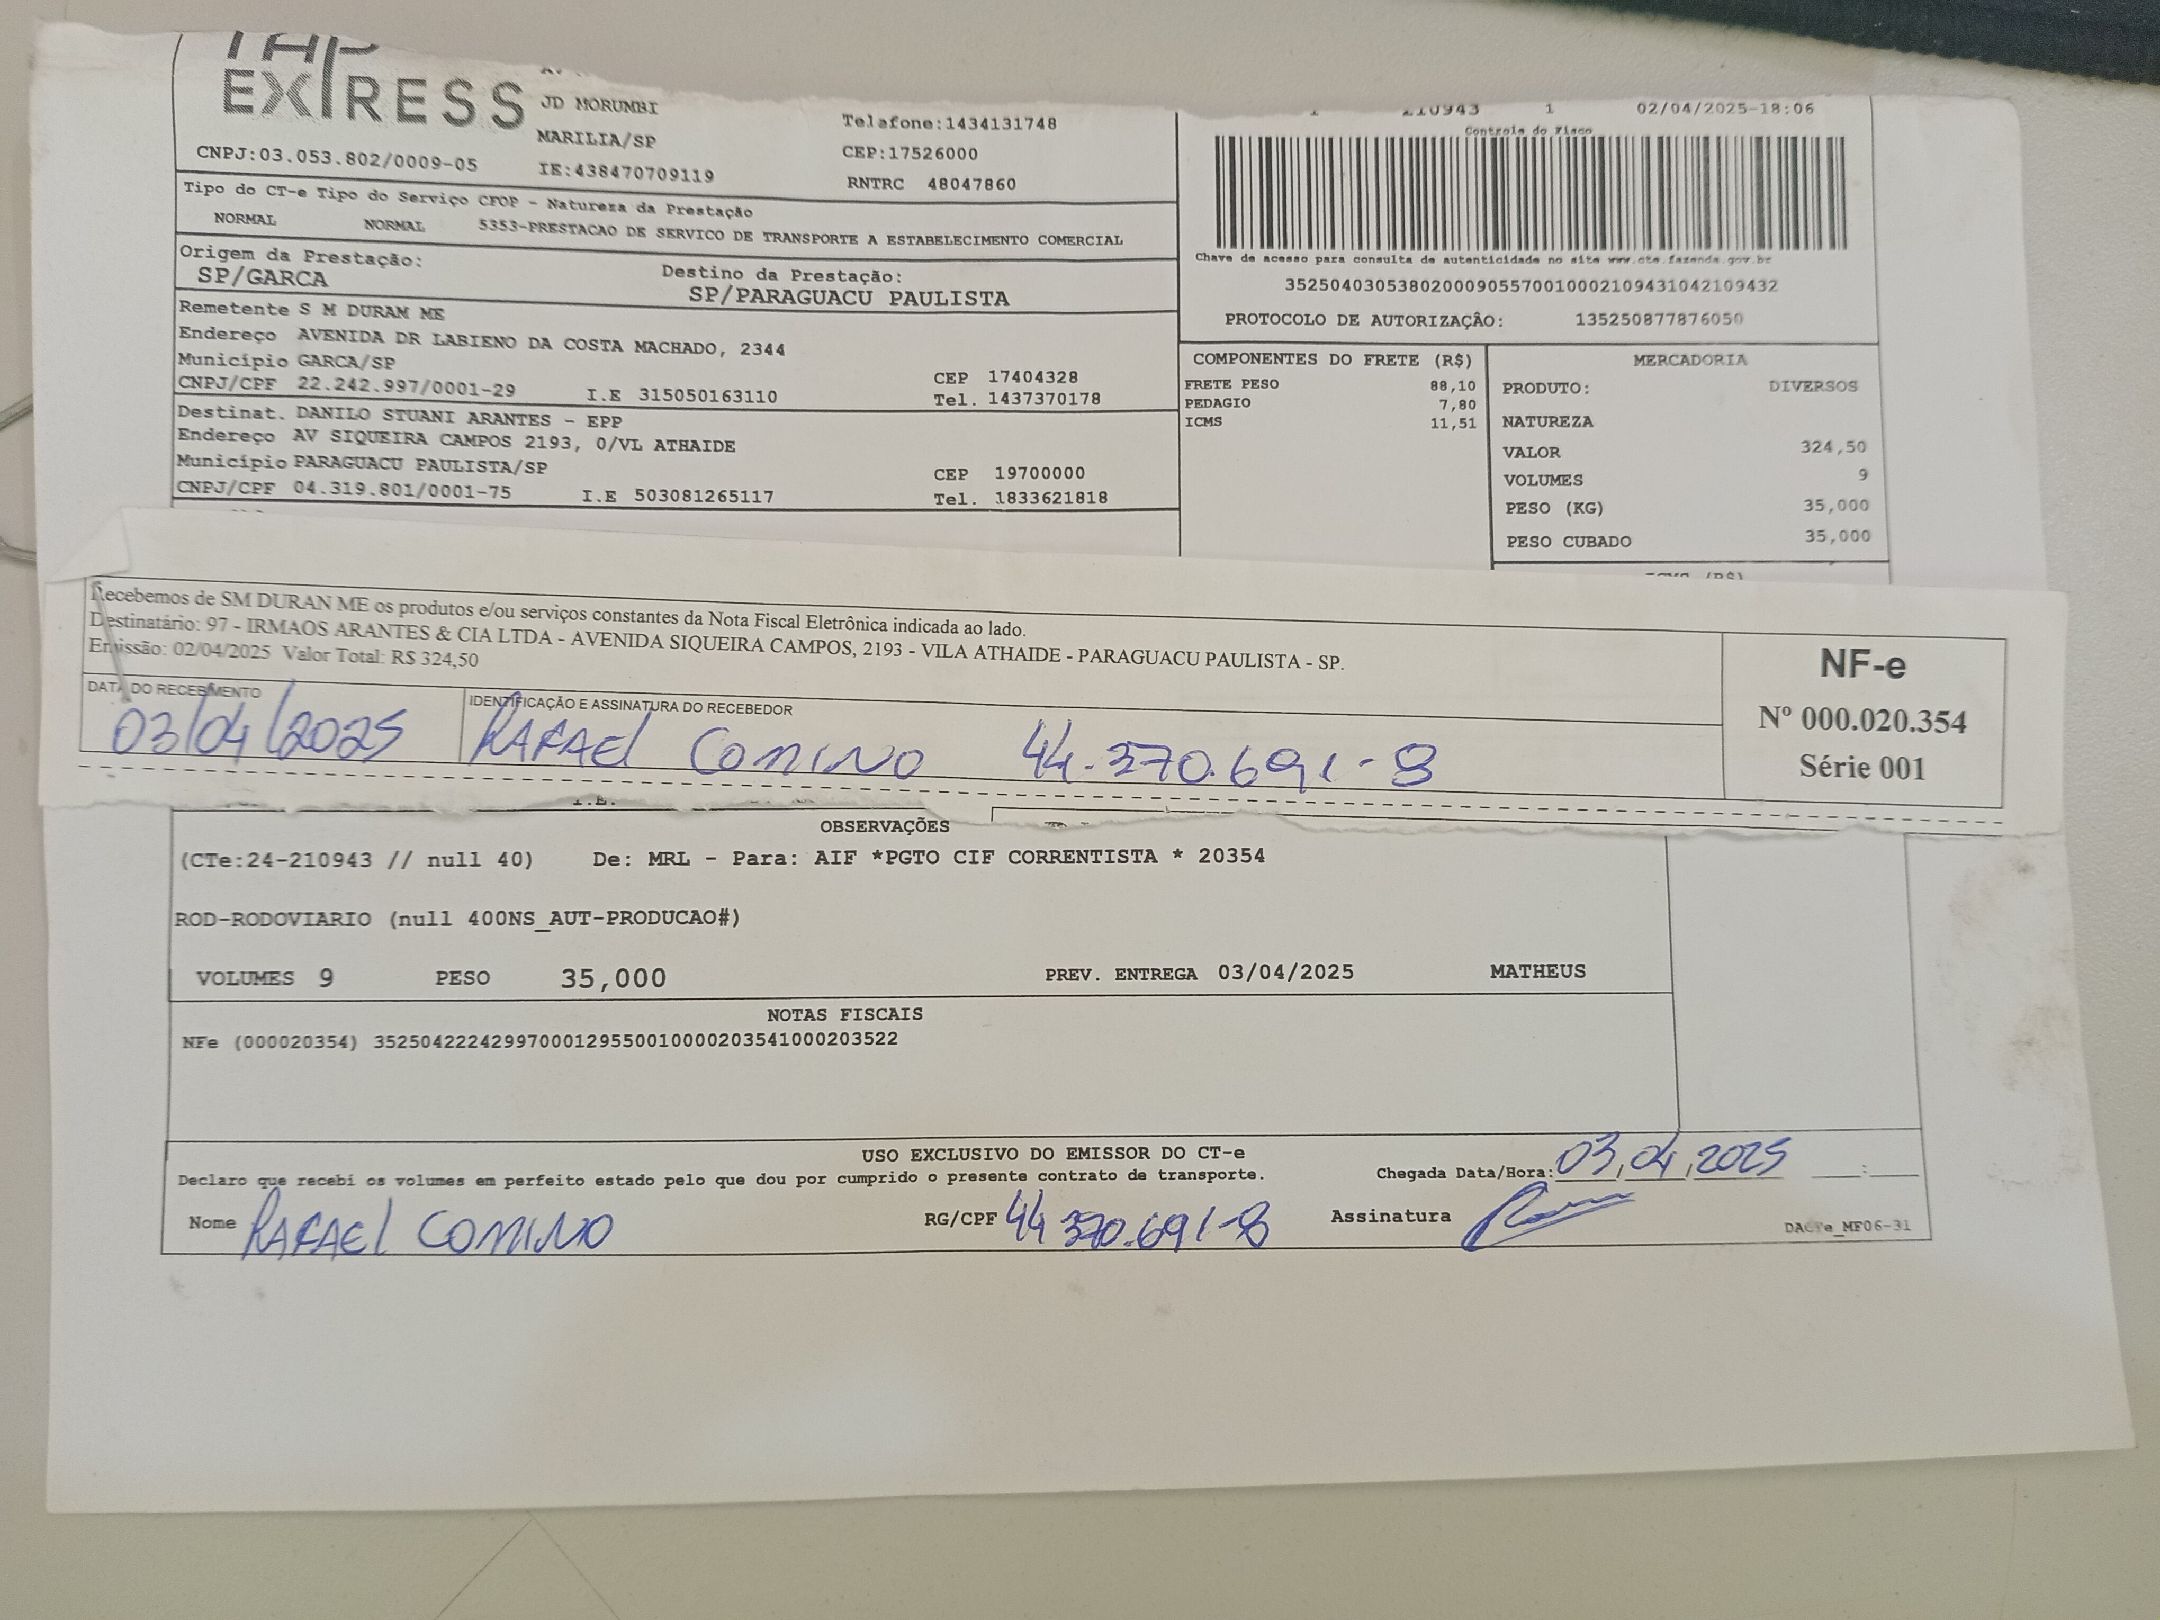 EXPRESS
JD MORUMBI
MARILIA/SP
Telefone:1434131748
CEP:17526000
CNPJ:03.053.802/0009-05
IE:438470709119
RNTRC 48047860
210943 1 02/04/2025-18:06
Controle do Fisco
Tipo do CT-e Tipo do Serviço CFOP - Natureza da Prestação
NORMAL NORMAL 5353-PRESTACAO DE SERVICO DE TRANSPORTE A ESTABELECIMENTO COMERCIAL
Origem da Prestação:
SP/GARCA
Destino da Prestação:
SP/PARAGUACU PAULISTA
Remetente S M DURAM ME
Endereço AVENIDA DR LABIENO DA COSTA MACHADO, 2344
Município GARCA/SP
CEP 17404328
CNPJ/CPF 22.242.997/0001-29 I.E 315050163110 Tel. 1437370178
Destinat. DANILO STUANI ARANTES - EPP
Endereço AV SIQUEIRA CAMPOS 2193, 0/VL ATHAIDE
Município PARAGUACU PAULISTA/SP CEP 19700000
CNPJ/CPF 04.319.801/0001-75 I.E 503081265117 Tel. 1833621818
Chave de acesso para consulta de autenticidade no site www.cte.fazenda.gov.br
35250403053802000905570010002109431042109432
PROTOCOLO DE AUTORIZAÇÃO: 135250877876050
COMPONENTES DO FRETE (R$)
FRETE PESO 88,10
PEDAGIO 7,80
ICMS 11,51
MERCADORIA
PRODUTO: DIVERSOS
NATUREZA
VALOR 324,50
VOLUMES 9
PESO (KG) 35,000
PESO CUBADO 35,000
Recebemos de SM DURAN ME os produtos e/ou serviços constantes da Nota Fiscal Eletrônica indicada ao lado.
Destinatário: 97 - IRMAOS ARANTES & CIA LTDA - AVENIDA SIQUEIRA CAMPOS, 2193 - VILA ATHAIDE - PARAGUACU PAULISTA - SP.
Emissão: 02/04/2025 Valor Total: R$ 324,50
DATA DO RECEBIMENTO
03/04/2025
IDENTIFICAÇÃO E ASSINATURA DO RECEBEDOR
RAFAEL COMINO 44.370.691-8
NF-e
Nº 000.020.354
Série 001
I.E.
OBSERVAÇÕES
(CTe:24-210943 // null 40) De: MRL - Para: AIF *PGTO CIF CORRENTISTA * 20354
ROD-RODOVIARIO (null 400NS_AUT-PRODUCAO#)
VOLUMES 9 PESO 35,000 PREV. ENTREGA 03/04/2025 MATHEUS
NOTAS FISCAIS
NFe (000020354) 35250422242997000129550010000203541000203522
USO EXCLUSIVO DO EMISSOR DO CT-e
Declaro que recebi os volumes em perfeito estado pelo que dou por cumprido o presente contrato de transporte.
Chegada Data/Hora: 03/04/2025 __:__
Nome RAFAEL COMINO RG/CPF 44370.691-8 Assinatura
DACTe_MF06-31